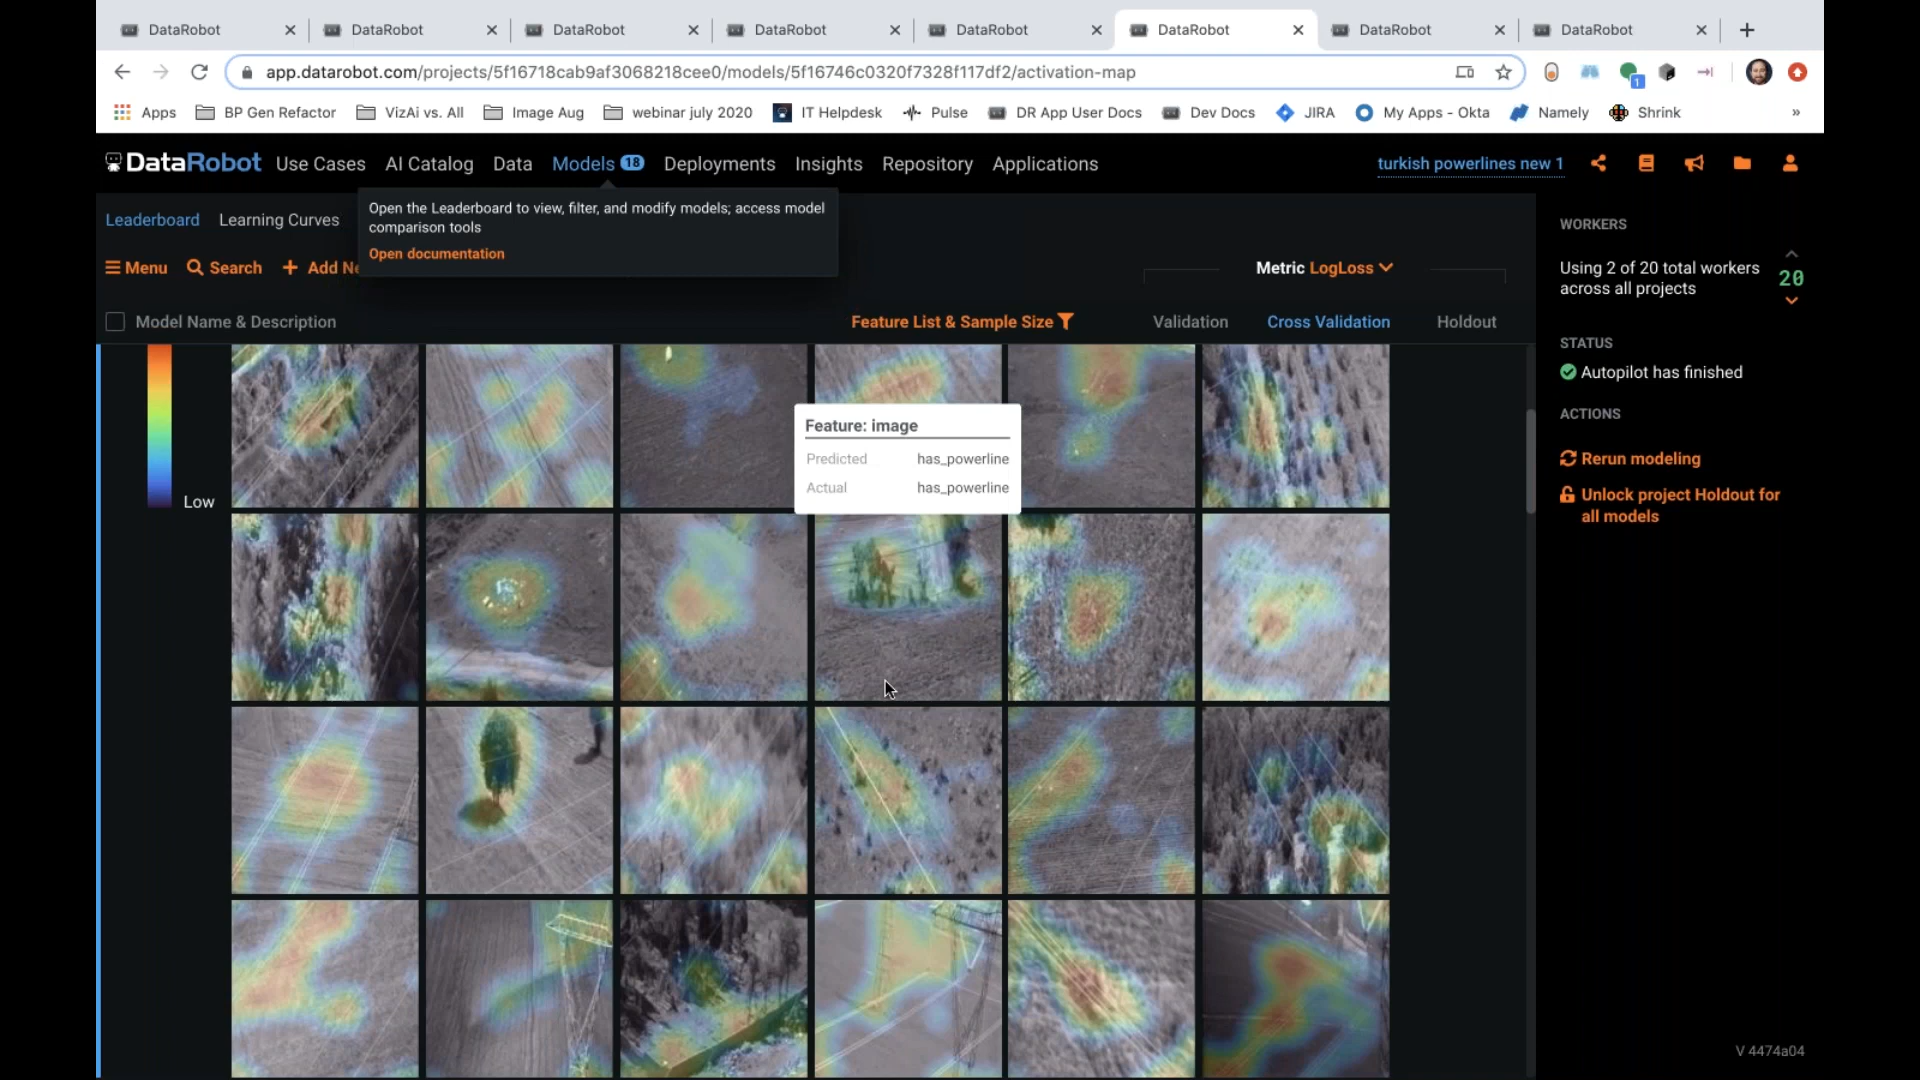 DataRobot DataRobot DataRobot DataRobot DataRobot DataRobot DataRobot DataRobot
app.datarobot.com/projects/5f16718cab9af3068218cee0/models/5f16746c0320f7328f117df2/activation-map
1
Apps BP Gen Refactor VizAi vs. All Image Aug webinar july 2020 IT Helpdesk Pulse DR App User Docs Dev Docs JIRA My Apps - Okta Namely Shrink »
DataRobot Use Cases AI Catalog Data Models 18 Deployments Insights Repository Applications turkish powerlines new 1
Leaderboard Learning Curves
Open the Leaderboard to view, filter, and modify models; access model
comparison tools
Open documentation
Menu Search + Add Ne
Metric LogLoss
Model Name & Description Feature List & Sample Size Validation Cross Validation Holdout
Low
Feature: image
Predicted has_powerline
Actual has_powerline
WORKERS
Using 2 of 20 total workers
across all projects
20
STATUS
Autopilot has finished
ACTIONS
Rerun modeling
Unlock project Holdout for
all models
V 4474a04